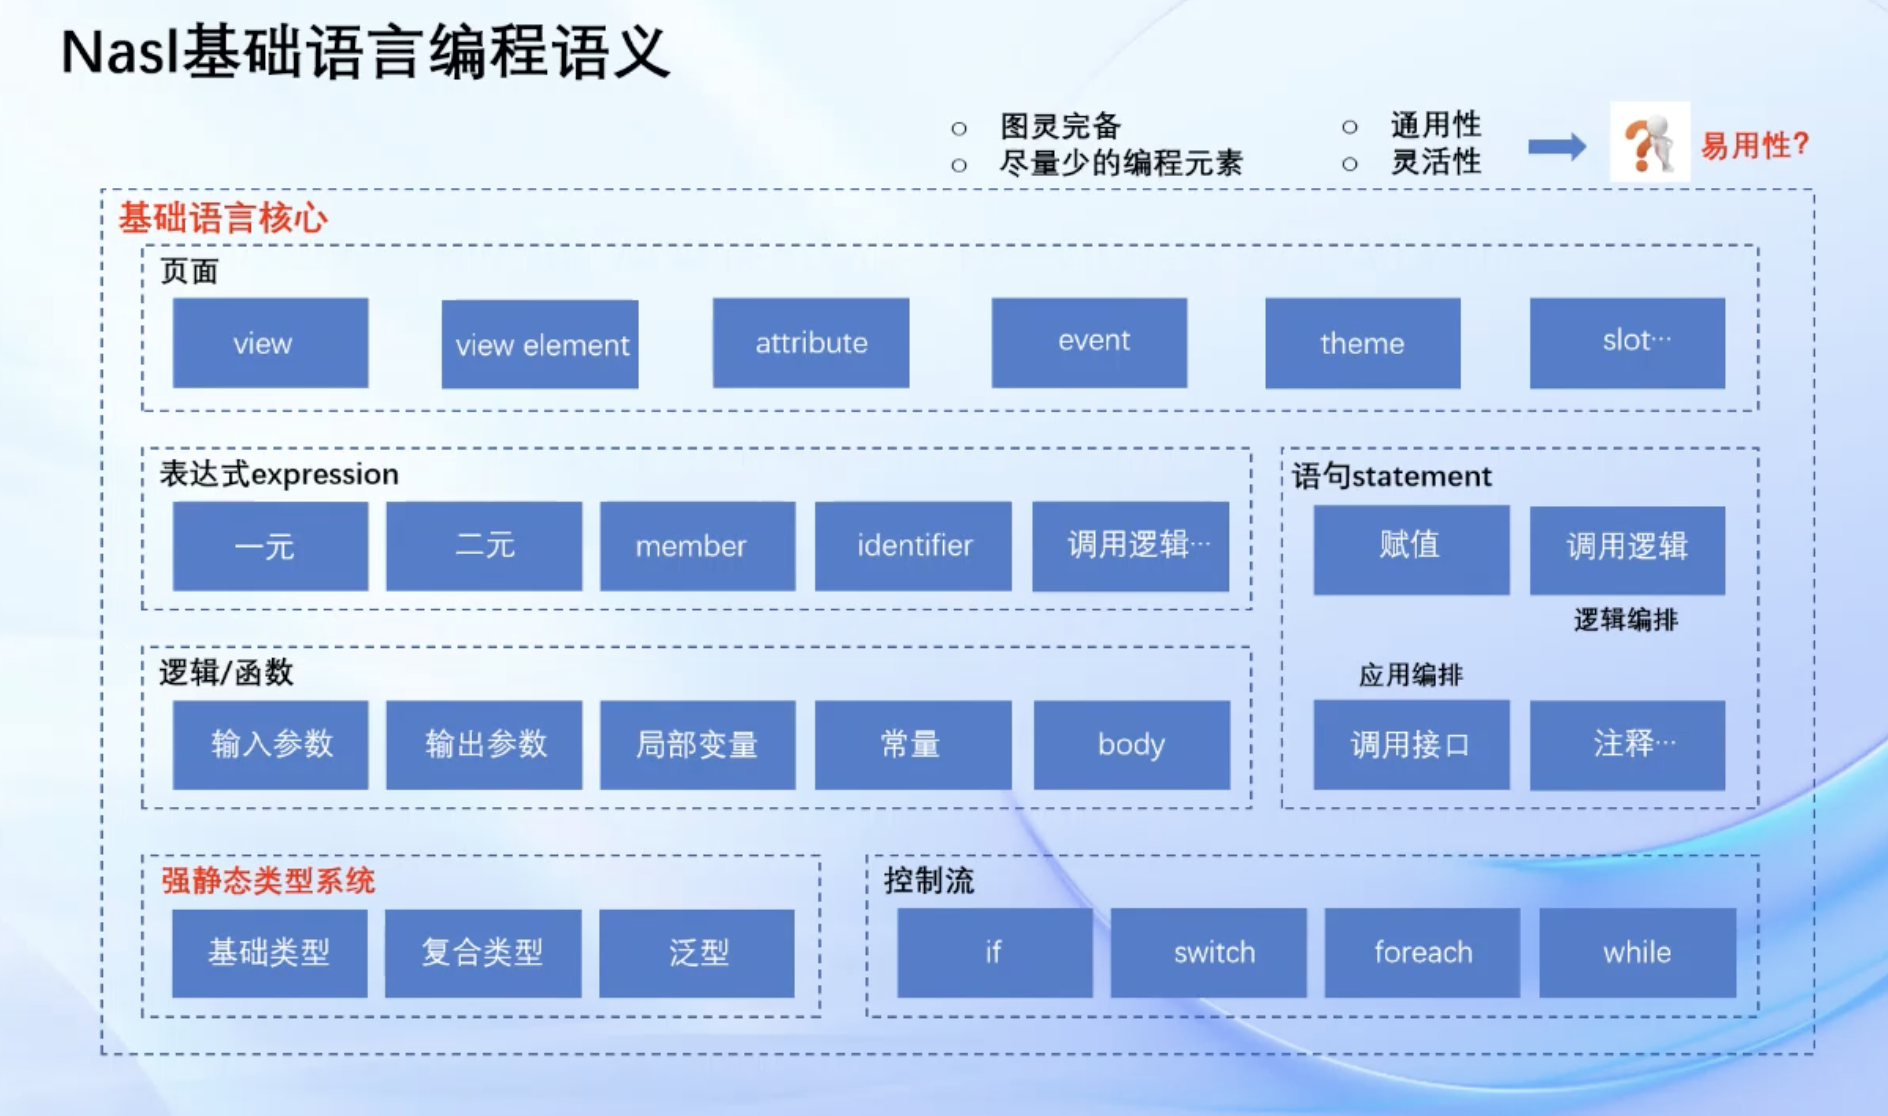 Nasl基础语言编程语义
○ 图灵完备
○ 尽量少的编程元素
○ 通用性
○ 灵活性
易用性?
基础语言核心
页面
view
view element
attribute
event
theme
slot···
表达式expression
一元
二元
member
identifier
调用逻辑···
语句statement
赋值
调用逻辑
逻辑编排
应用编排
调用接口
注释···
逻辑/函数
输入参数
输出参数
局部变量
常量
body
强静态类型系统
基础类型
复合类型
泛型
控制流
if
switch
foreach
while